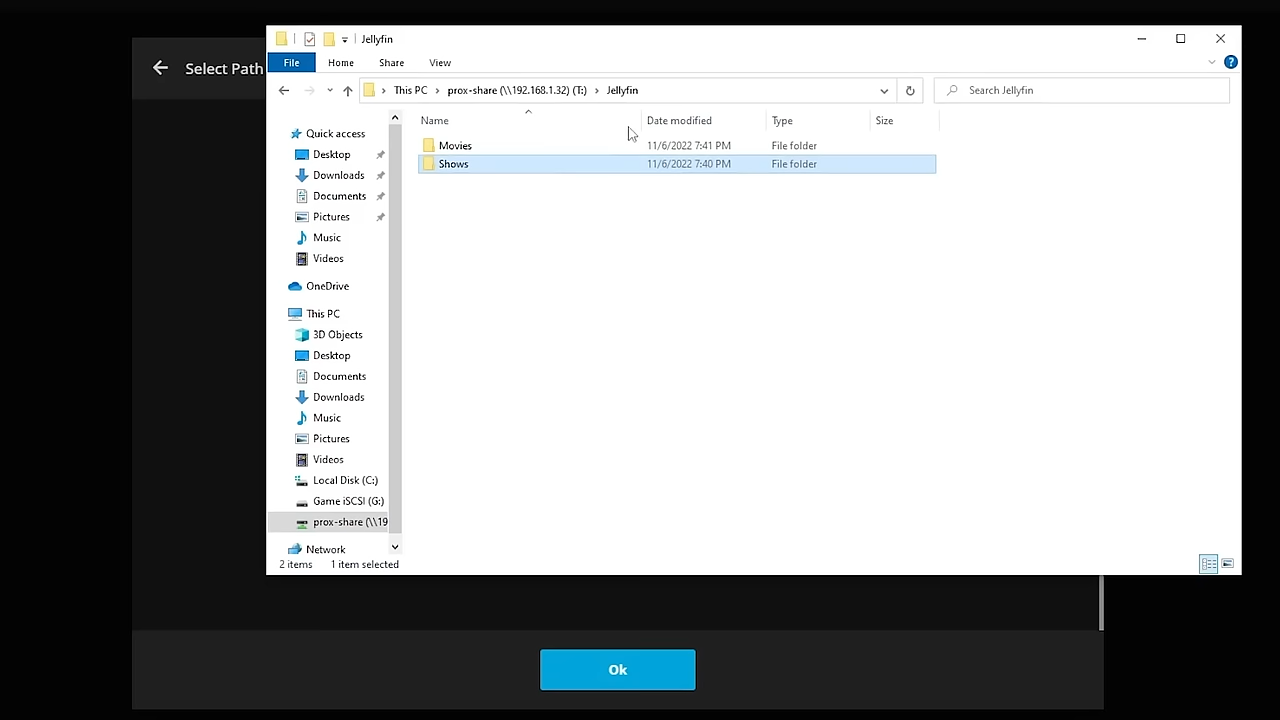 Select Path
Jellyfin
File
Home
Share
View
?
This PC
prox-share (\\192.168.1.32) (T:)
Jellyfin
Search Jellyfin
Name
Date modified
Type
Size
Movies
11/6/2022 7:41 PM
File folder
Shows
11/6/2022 7:40 PM
File folder
Quick access
Desktop
Downloads
Documents
Pictures
Music
Videos
OneDrive
This PC
3D Objects
Desktop
Documents
Downloads
Music
Pictures
Videos
Local Disk (C:)
Game iSCSI (G:)
prox-share (\\19
Network
2 items
1 item selected
Ok